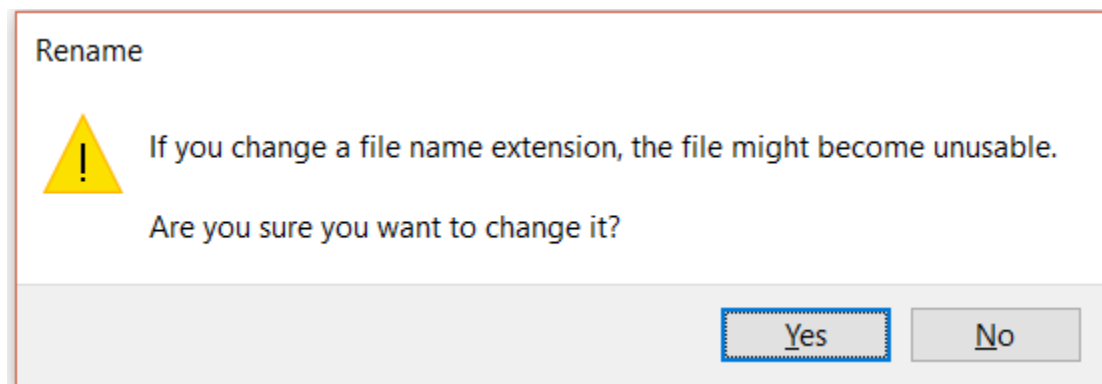 Rename
!
If you change a file name extension, the file might become unusable.
Are you sure you want to change it?
Yes
No